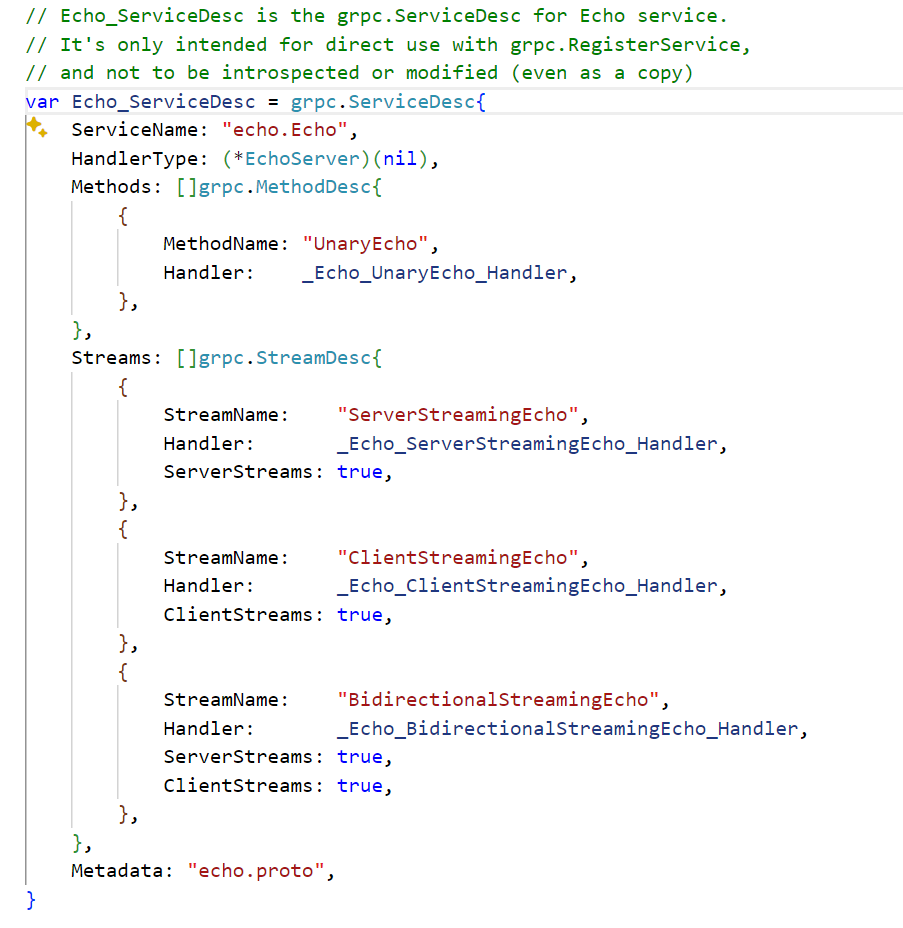 // Echo_ServiceDesc is the grpc.ServiceDesc for Echo service.
// It's only intended for direct use with grpc.RegisterService,
// and not to be introspected or modified (even as a copy)
var Echo_ServiceDesc = grpc.ServiceDesc{
    ServiceName: "echo.Echo",
    HandlerType: (*EchoServer)(nil),
    Methods: []grpc.MethodDesc{
        {
            MethodName: "UnaryEcho",
            Handler:    _Echo_UnaryEcho_Handler,
        },
    },
    Streams: []grpc.StreamDesc{
        {
            StreamName:    "ServerStreamingEcho",
            Handler:       _Echo_ServerStreamingEcho_Handler,
            ServerStreams: true,
        },
        {
            StreamName:    "ClientStreamingEcho",
            Handler:       _Echo_ClientStreamingEcho_Handler,
            ClientStreams: true,
        },
        {
            StreamName:    "BidirectionalStreamingEcho",
            Handler:       _Echo_BidirectionalStreamingEcho_Handler,
            ServerStreams: true,
            ClientStreams: true,
        },
    },
    Metadata: "echo.proto",
}